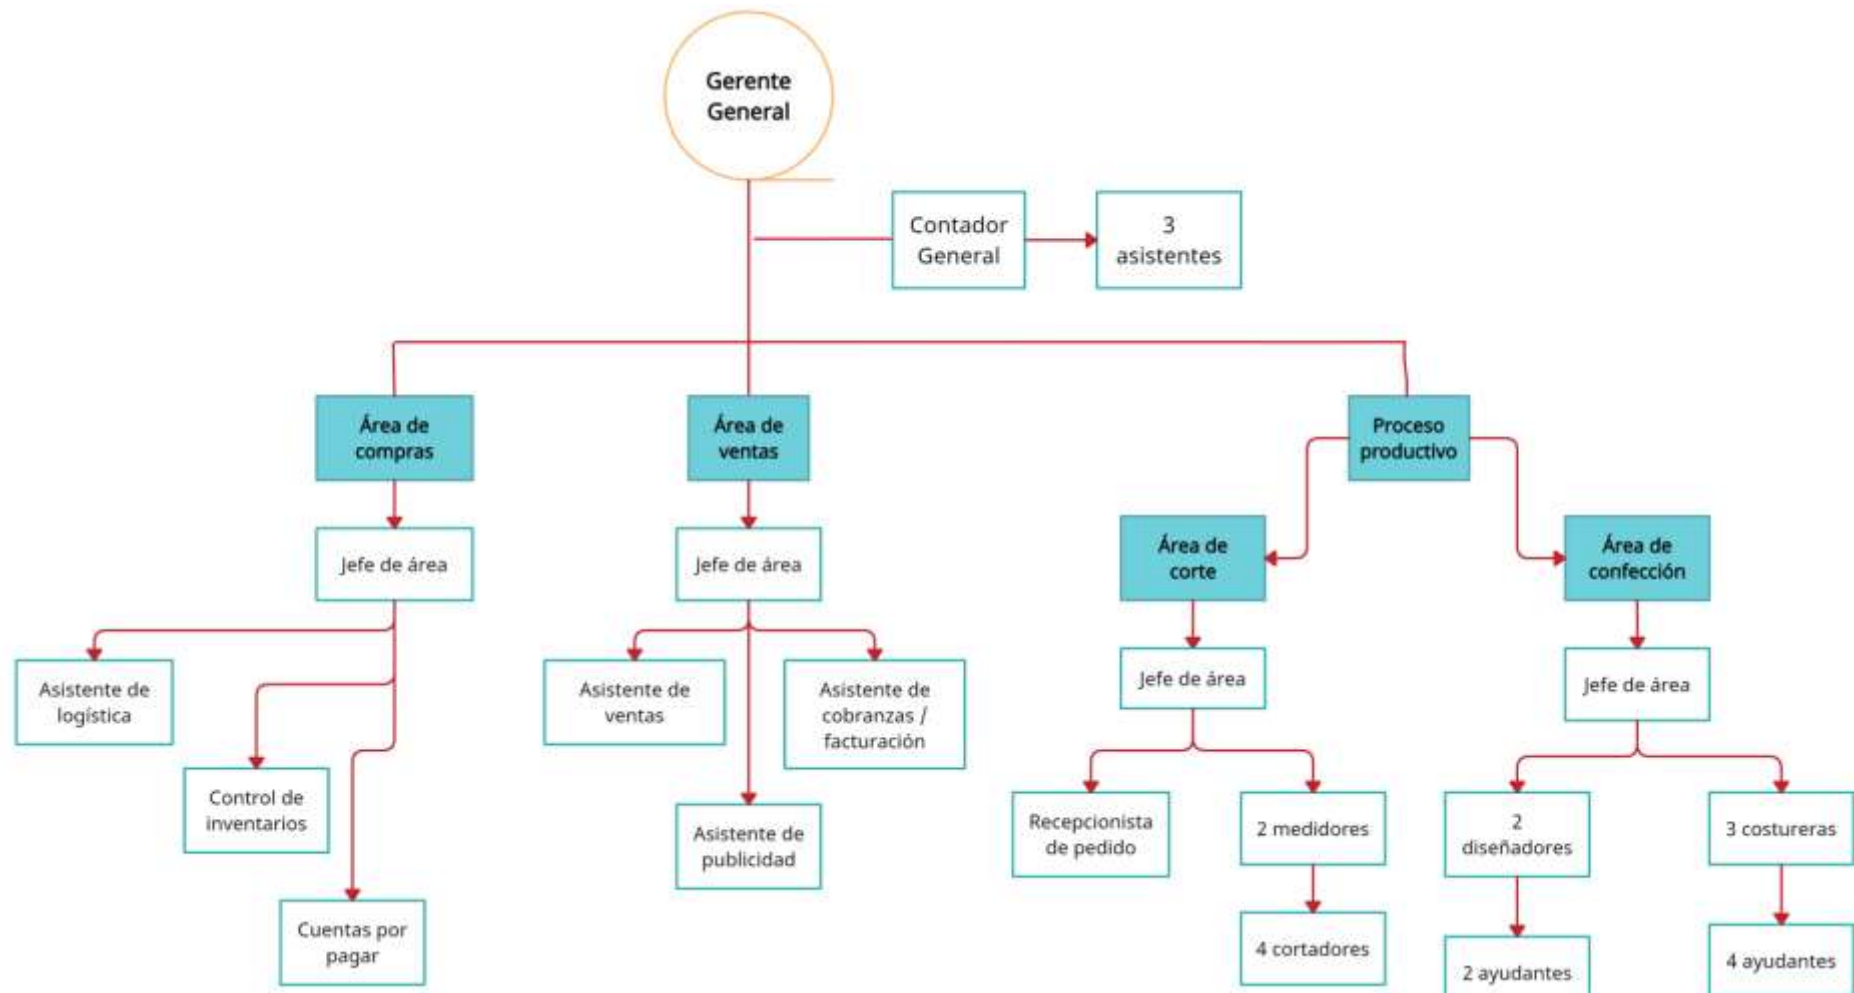 Gerente
General
Contador
General
3
asistentes
Área de
compras
Área de
ventas
Proceso
productivo
Área de
corte
Área de
confección
Jefe de área
Jefe de área
Jefe de área
Jefe de área
Asistente de
logística
Control de
inventarios
Cuentas por
pagar
Asistente de
ventas
Asistente de
publicidad
Asistente de
cobranzas /
facturación
Recepcionista
de pedido
2 medidores
4 cortadores
2
diseñadores
2 ayudantes
3 costureras
4 ayudantes